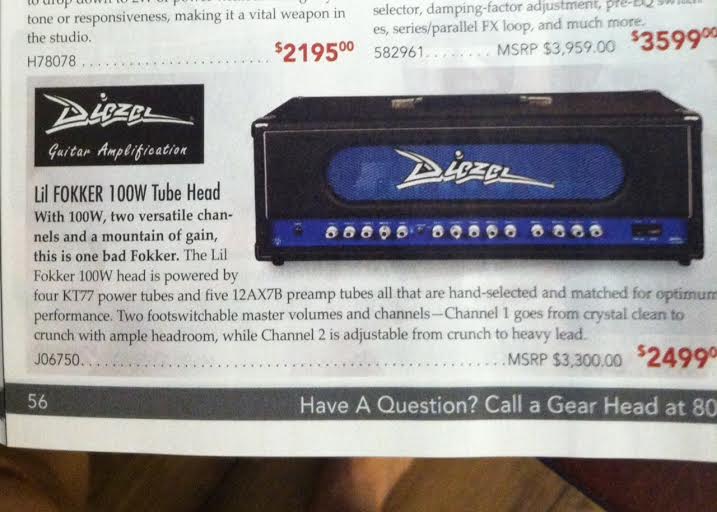 tone or responsiveness, making it a vital weapon in
the studio.
H78078 ........................ $2195⁰⁰
selector, damping-factor adjustment, pre-EQ
es, series/parallel FX loop, and much more.
582961........ MSRP $3,959.00 $3599⁰⁰
Diezel
Guitar Amplification
Diezel
Lil FOKKER 100W Tube Head
With 100W, two versatile chan-
nels and a mountain of gain,
this is one bad Fokker. The Lil
Fokker 100W head is powered by
four KT77 power tubes and five 12AX7B preamp tubes all that are hand-selected and matched for optimum
performance. Two footswitchable master volumes and channels—Channel 1 goes from crystal clean to
crunch with ample headroom, while Channel 2 is adjustable from crunch to heavy lead.
J06750.......................................................MSRP $3,300.00 $2499⁰
56 Have A Question? Call a Gear Head at 80